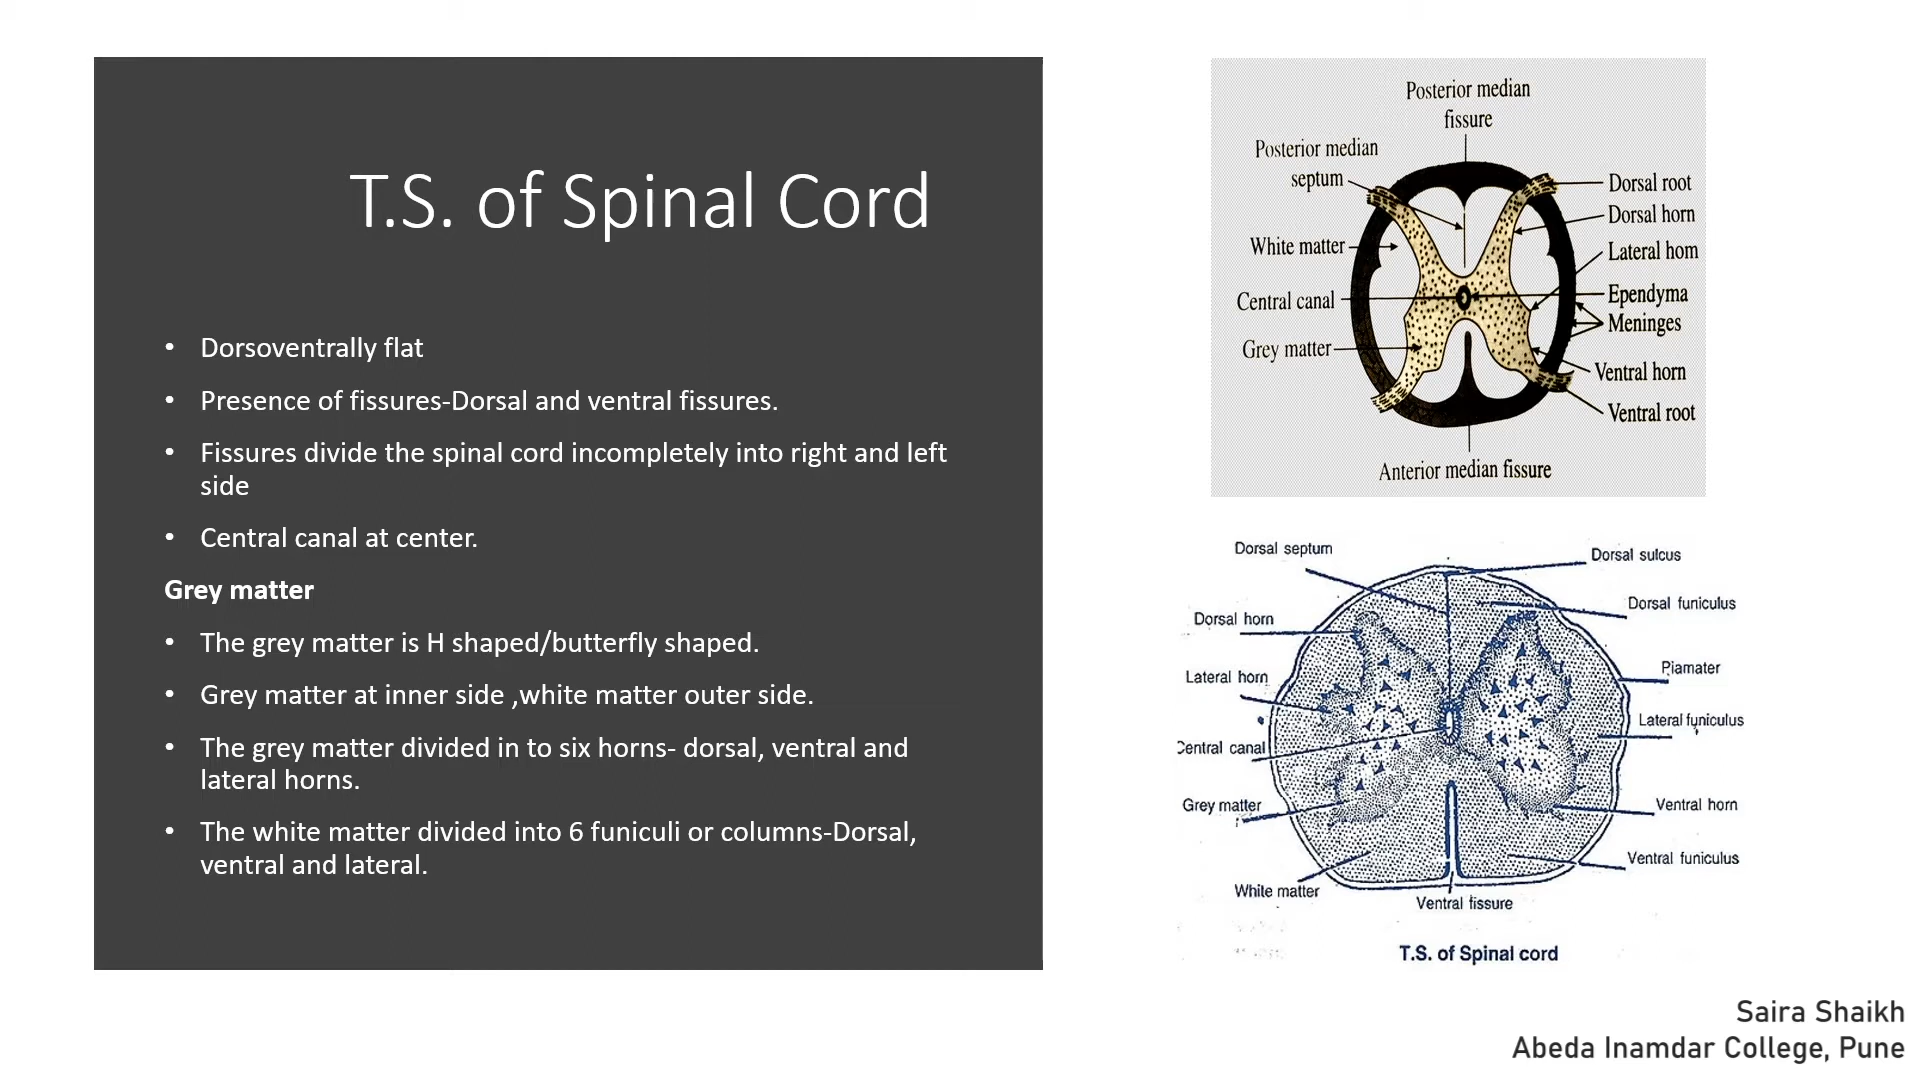 T.S. of Spinal Cord
• Dorsoventrally flat
• Presence of fissures-Dorsal and ventral fissures.
• Fissures divide the spinal cord incompletely into right and left
side
• Central canal at center.
Grey matter
• The grey matter is H shaped/butterfly shaped.
• Grey matter at inner side ,white matter outer side.
• The grey matter divided in to six horns- dorsal, ventral and
lateral horns.
• The white matter divided into 6 funiculi or columns-Dorsal,
ventral and lateral.
Posterior median
fissure
Posterior median
septum
White matter
Central canal
Grey matter
Dorsal root
Dorsal horn
Lateral hom
Ependyma
Meninges
Ventral horn
Ventral root
Anterior median fissure
Dorsal septum
Dorsal horn
Lateral horn
Central canal
Grey matter
White matter
Dorsal sulcus
Dorsal funiculus
Piamater
Lateral funiculus
Ventral horn
Ventral funiculus
Ventral fissure
T.S. of Spinal cord
Saira Shaikh
Abeda Inamdar College, Pune